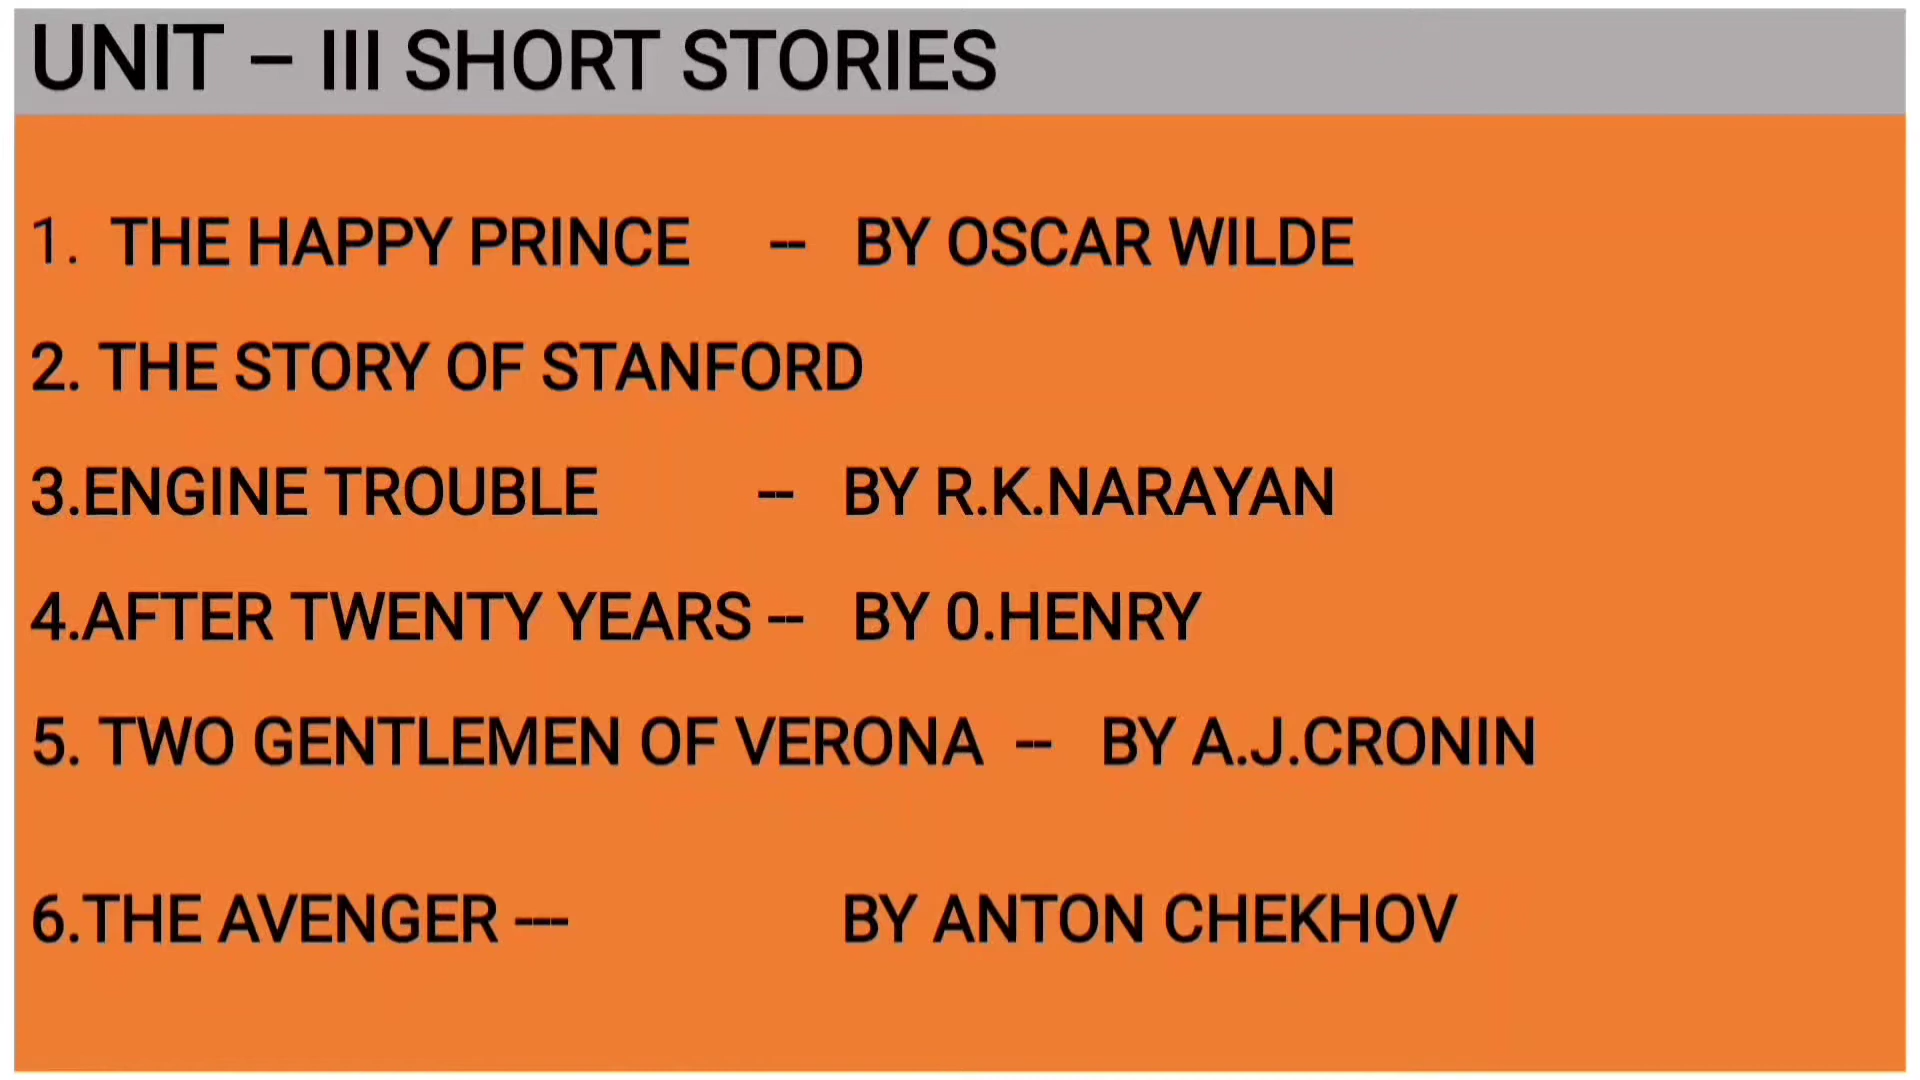 UNIT – III SHORT STORIES
1. THE HAPPY PRINCE -- BY OSCAR WILDE
2. THE STORY OF STANFORD
3.ENGINE TROUBLE -- BY R.K.NARAYAN
4.AFTER TWENTY YEARS -- BY 0.HENRY
5. TWO GENTLEMEN OF VERONA -- BY A.J.CRONIN
6.THE AVENGER --- BY ANTON CHEKHOV